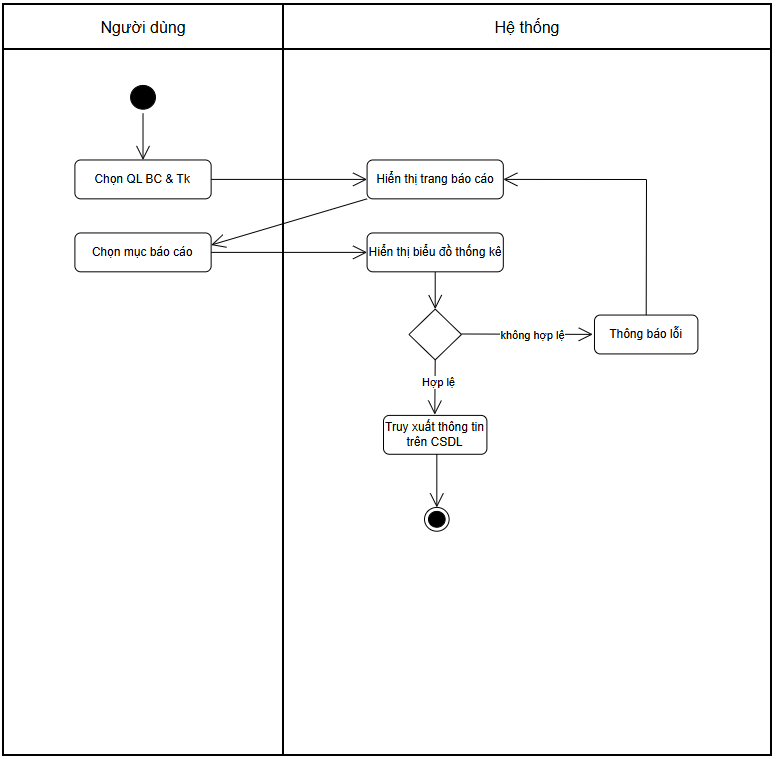 Người dùng
Hệ thống
Chọn QL BC & Tk
Hiển thị trang báo cáo
Chọn mục báo cáo
Hiển thị biểu đồ thống kê
không hợp lệ
Thông báo lỗi
Hợp lệ
Truy xuất thông tin
trên CSDL